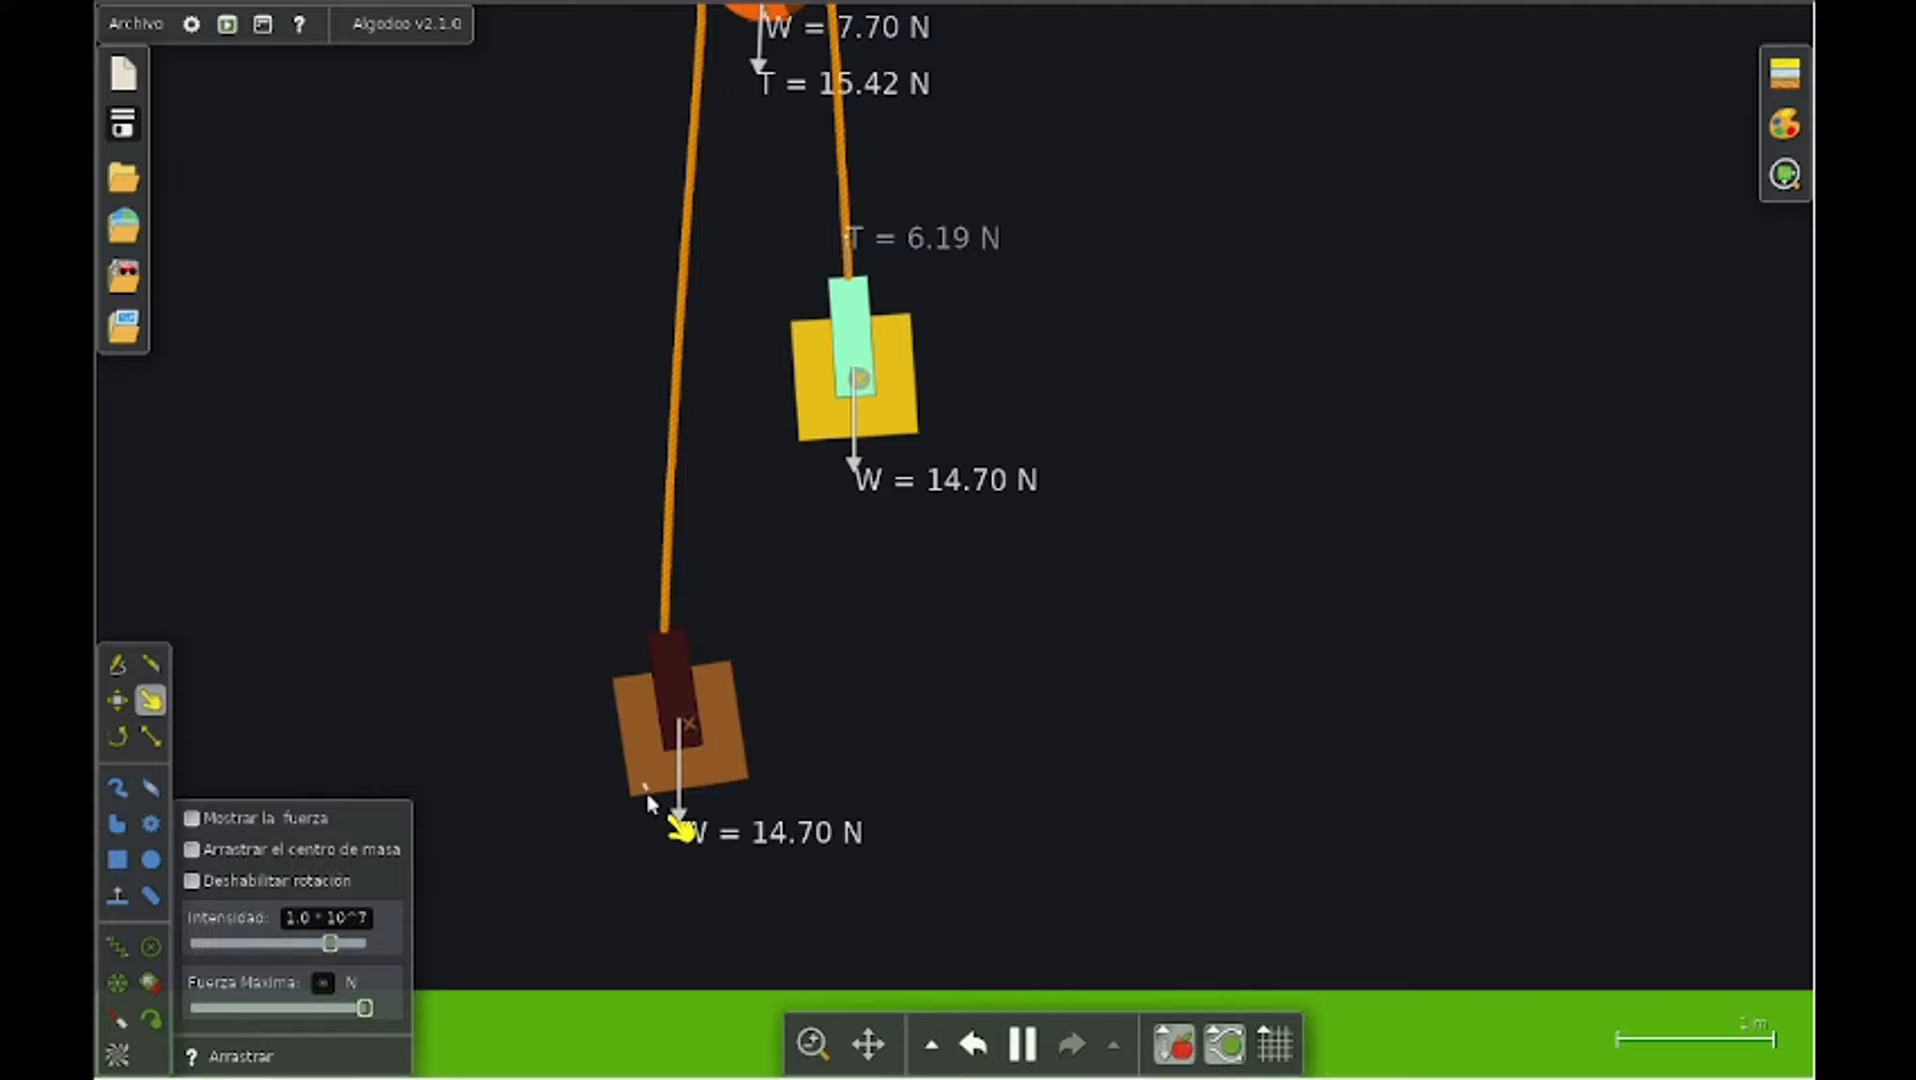 Archivo ? Algodoo v2.1.0
W = 7.70 N
T = 15.42 N
T = 6.19 N
W = 14.70 N
W = 14.70 N
Mostrar la fuerza
Arrastrar el centro de masa
Deshabilitar rotación
Intensidad: 1.0 * 10^7
Fuerza Máxima: ∞ N
? Arrastrar
1 m